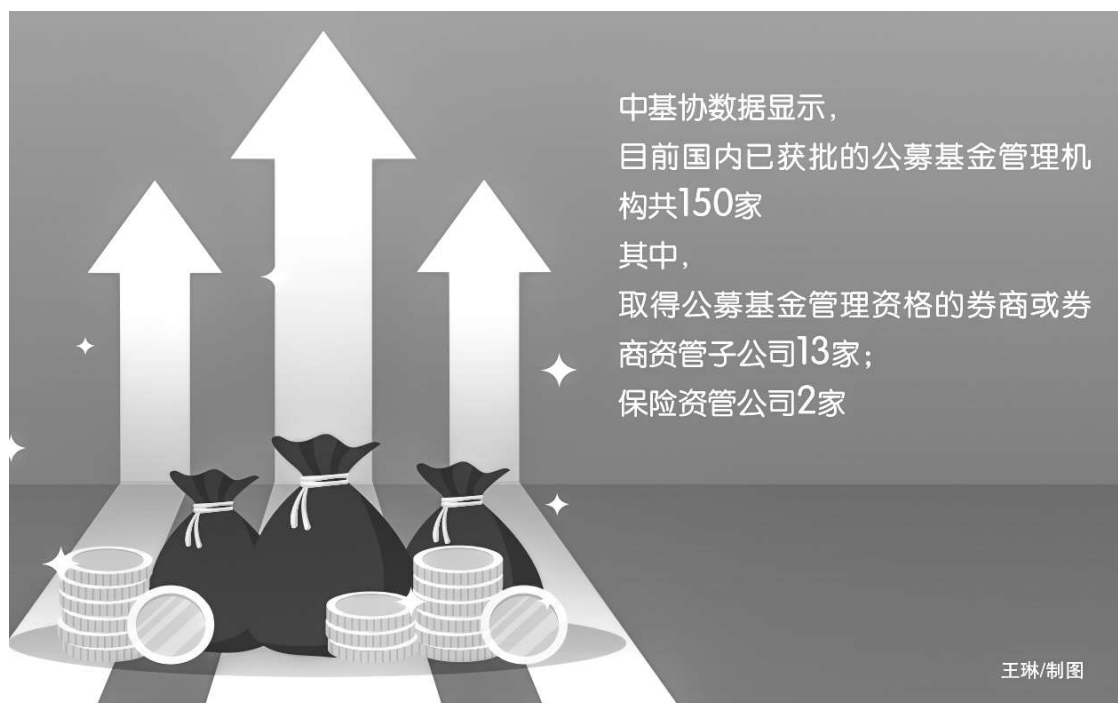 中基协数据显示，
目前国内已获批的公募基金管理机
构共150家
其中，
取得公募基金管理资格的券商或券
商资管子公司13家；
保险资管公司2家
王琳/制图